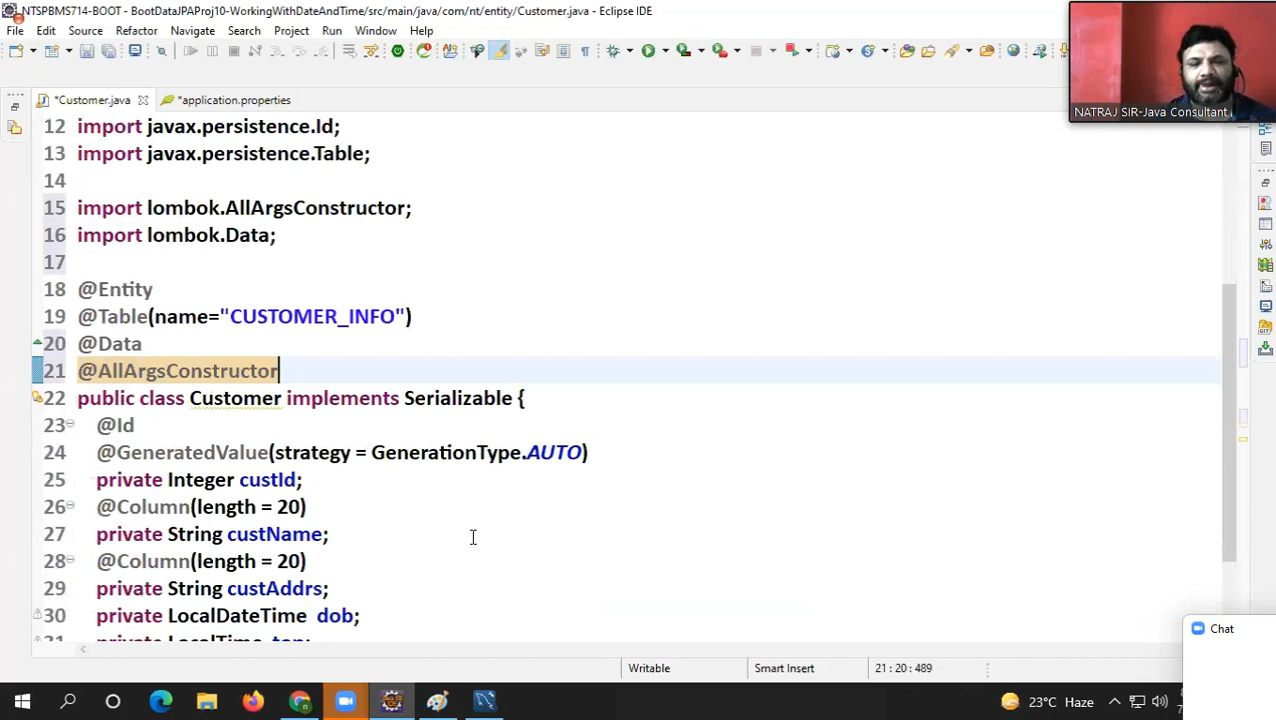 NTSPBMS714-BOOT - BootDataJPAProj10-WorkingWithDateAndTime/src/main/java/com/nt/entity/Customer.java - Eclipse IDE
File Edit Source Refactor Navigate Search Project Run Window Help
NATRAJ SIR-Java Consultant
*Customer.java
*application.properties
12 import javax.persistence.Id;
13 import javax.persistence.Table;
14
15 import lombok.AllArgsConstructor;
16 import lombok.Data;
17
18 @Entity
19 @Table(name="CUSTOMER_INFO")
20 @Data
21 @AllArgsConstructor
22 public class Customer implements Serializable {
23 @Id
24 @GeneratedValue(strategy = GenerationType.AUTO)
25 private Integer custId;
26 @Column(length = 20)
27 private String custName;
28 @Column(length = 20)
29 private String custAddrs;
30 private LocalDateTime dob;
Chat
Writable Smart Insert 21 : 20 : 489
23°C Haze